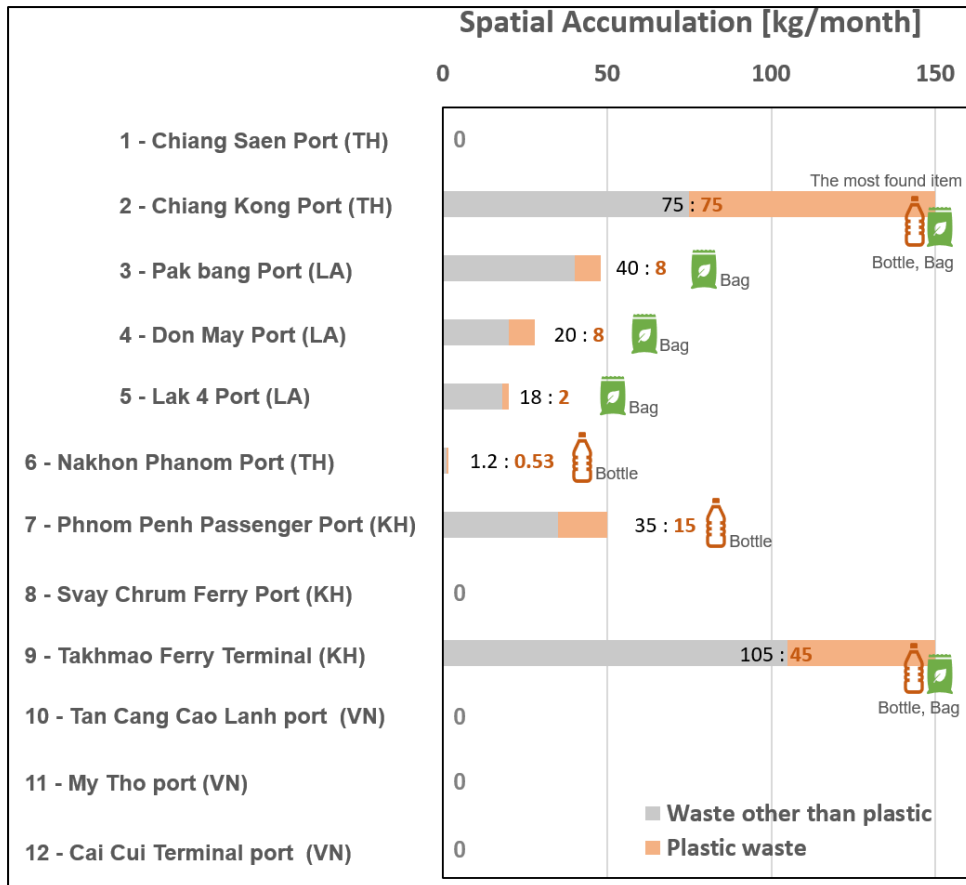 Spatial Accumulation [kg/month]
0 50 100 150
1 - Chiang Saen Port (TH) 0
The most found item
2 - Chiang Kong Port (TH) 75 : 75
Bottle, Bag
3 - Pak bang Port (LA) 40 : 8 Bag
4 - Don May Port (LA) 20 : 8 Bag
5 - Lak 4 Port (LA) 18 : 2 Bag
6 - Nakhon Phanom Port (TH) 1.2 : 0.53 Bottle
7 - Phnom Penh Passenger Port (KH) 35 : 15 Bottle
8 - Svay Chrum Ferry Port (KH) 0
9 - Takhmao Ferry Terminal (KH) 105 : 45
Bottle, Bag
10 - Tan Cang Cao Lanh port (VN) 0
11 - My Tho port (VN) 0
Waste other than plastic
Plastic waste
12 - Cai Cui Terminal port (VN) 0